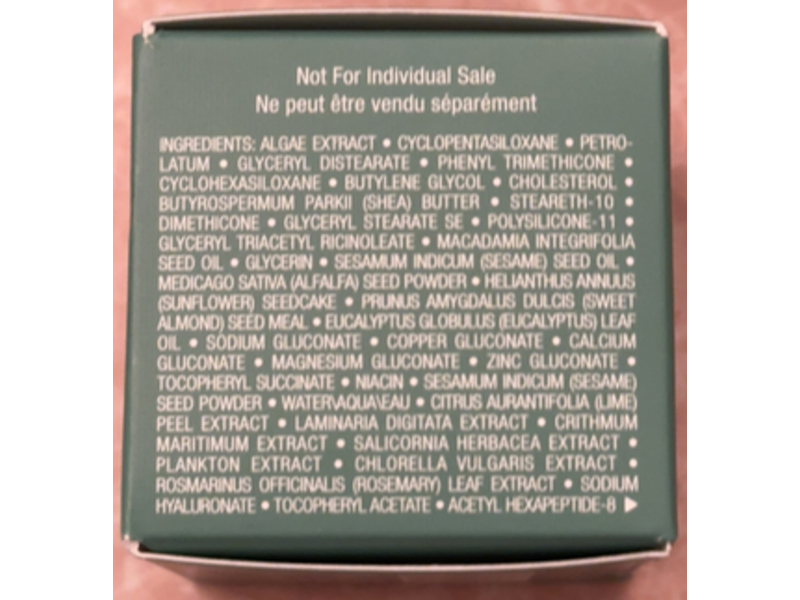 Not For Individual Sale
Ne peut être vendu séparément
INGREDIENTS: ALGAE EXTRACT • CYCLOPENTASILOXANE • PETRO-
LATUM • GLYCERYL DISTEARATE • PHENYL TRIMETHICONE •
CYCLOHEXASILOXANE • BUTYLENE GLYCOL • CHOLESTEROL •
BUTYROSPERMUM PARKII (SHEA) BUTTER • STEARETH-10 •
DIMETHICONE • GLYCERYL STEARATE SE • POLYSILICONE-11 •
GLYCERYL TRIACETYL RICINOLEATE • MACADAMIA INTEGRIFOLIA
SEED OIL • GLYCERIN • SESAMUM INDICUM (SESAME) SEED OIL •
MEDICAGO SATIVA (ALFALFA) SEED POWDER • HELIANTHUS ANNUUS
(SUNFLOWER) SEEDCAKE • PRUNUS AMYGDALUS DULCIS (SWEET
ALMOND) SEED MEAL • EUCALYPTUS GLOBULUS (EUCALYPTUS) LEAF
OIL • SODIUM GLUCONATE • COPPER GLUCONATE • CALCIUM
GLUCONATE • MAGNESIUM GLUCONATE • ZINC GLUCONATE •
TOCOPHERYL SUCCINATE • NIACIN • SESAMUM INDICUM (SESAME)
SEED POWDER • WATER\AQUA\EAU • CITRUS AURANTIFOLIA (LIME)
PEEL EXTRACT • LAMINARIA DIGITATA EXTRACT • CRITHMUM
MARITIMUM EXTRACT • SALICORNIA HERBACEA EXTRACT •
PLANKTON EXTRACT • CHLORELLA VULGARIS EXTRACT •
ROSMARINUS OFFICINALIS (ROSEMARY) LEAF EXTRACT • SODIUM
HYALURONATE • TOCOPHERYL ACETATE • ACETYL HEXAPEPTIDE-8 ▶